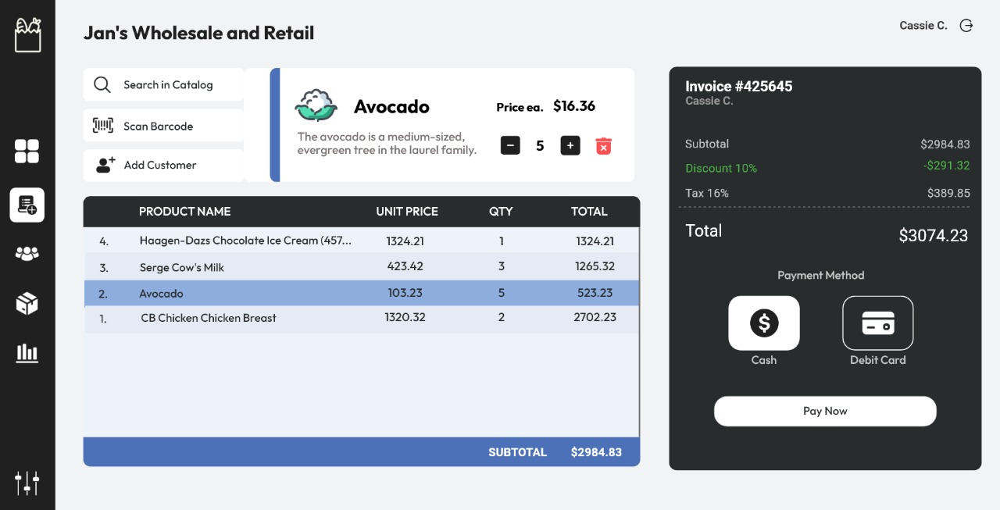 Jan's Wholesale and Retail
Cassie C.
Search in Catalog
Scan Barcode
Add Customer
Avocado
Price ea. $16.36
The avocado is a medium-sized,
evergreen tree in the laurel family.
− 5 +
PRODUCT NAME UNIT PRICE QTY TOTAL
4. Haagen-Dazs Chocolate Ice Cream (457... 1324.21 1 1324.21
3. Serge Cow's Milk 423.42 3 1265.32
2. Avocado 103.23 5 523.23
1. CB Chicken Chicken Breast 1320.32 2 2702.23
SUBTOTAL $2984.83
Invoice #425645
Cassie C.
Subtotal $2984.83
Discount 10% -$291.32
Tax 16% $389.85
Total $3074.23
Payment Method
$
Cash Debit Card
Pay Now